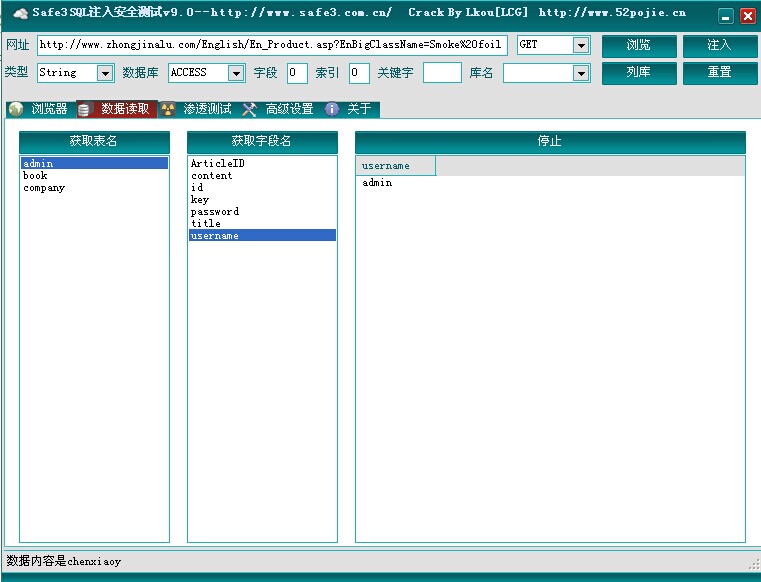 Safe3SQL注入安全测试v9.0--http://www.safe3.com.cn/ Crack By Lkou[LCG] http://www.52pojie.cn
网址 http://www.zhongjinalu.com/English/En_Product.asp?EnBigClassName=Smoke%20foil GET 浏览 注入
类型 String 数据库 ACCESS 字段 0 索引 0 关键字 库名 列库 重置
浏览器 数据读取 渗透测试 高级设置 关于
获取表名 获取字段名 停止
admin
book
company
ArticleID
content
id
key
password
title
username
username
admin
数据内容是chenxiaoy